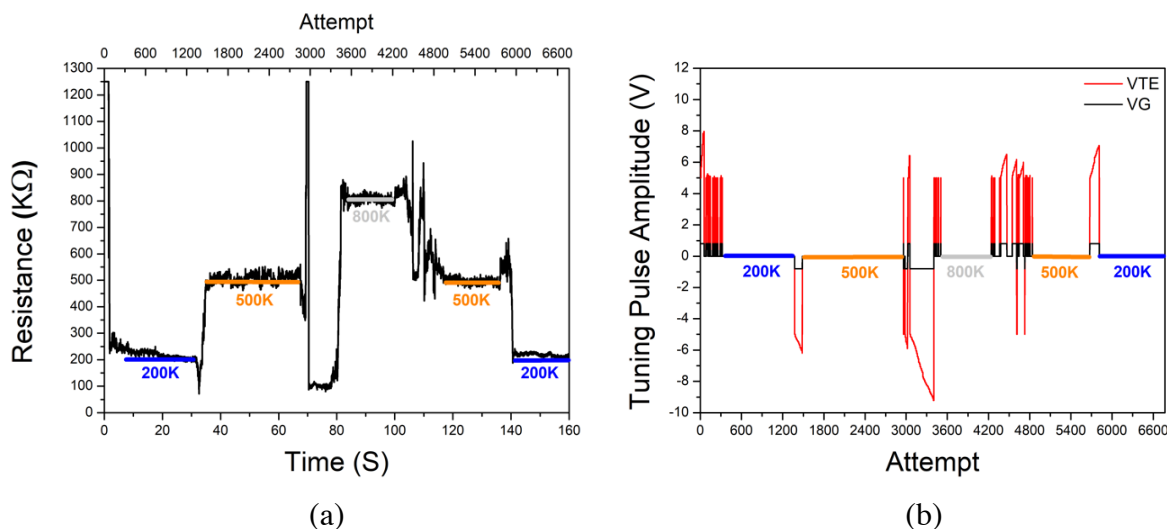 Attempt
0 600 1200 1800 2400 3000 3600 4200 4800 5400 6000 6600
1300
1200
1100
1000
900
800
700
600
500
400
300
200
100
0
Resistance (KΩ)
800K
500K
500K
200K
200K
0 20 40 60 80 100 120 140 160
Time (S)
(a)
12
10
8
6
4
2
0
-2
-4
-6
-8
-10
Tuning Pulse Amplitude (V)
VTE
VG
200K
500K
800K
500K
200K
0 600 1200 1800 2400 3000 3600 4200 4800 5400 6000 6600
Attempt
(b)